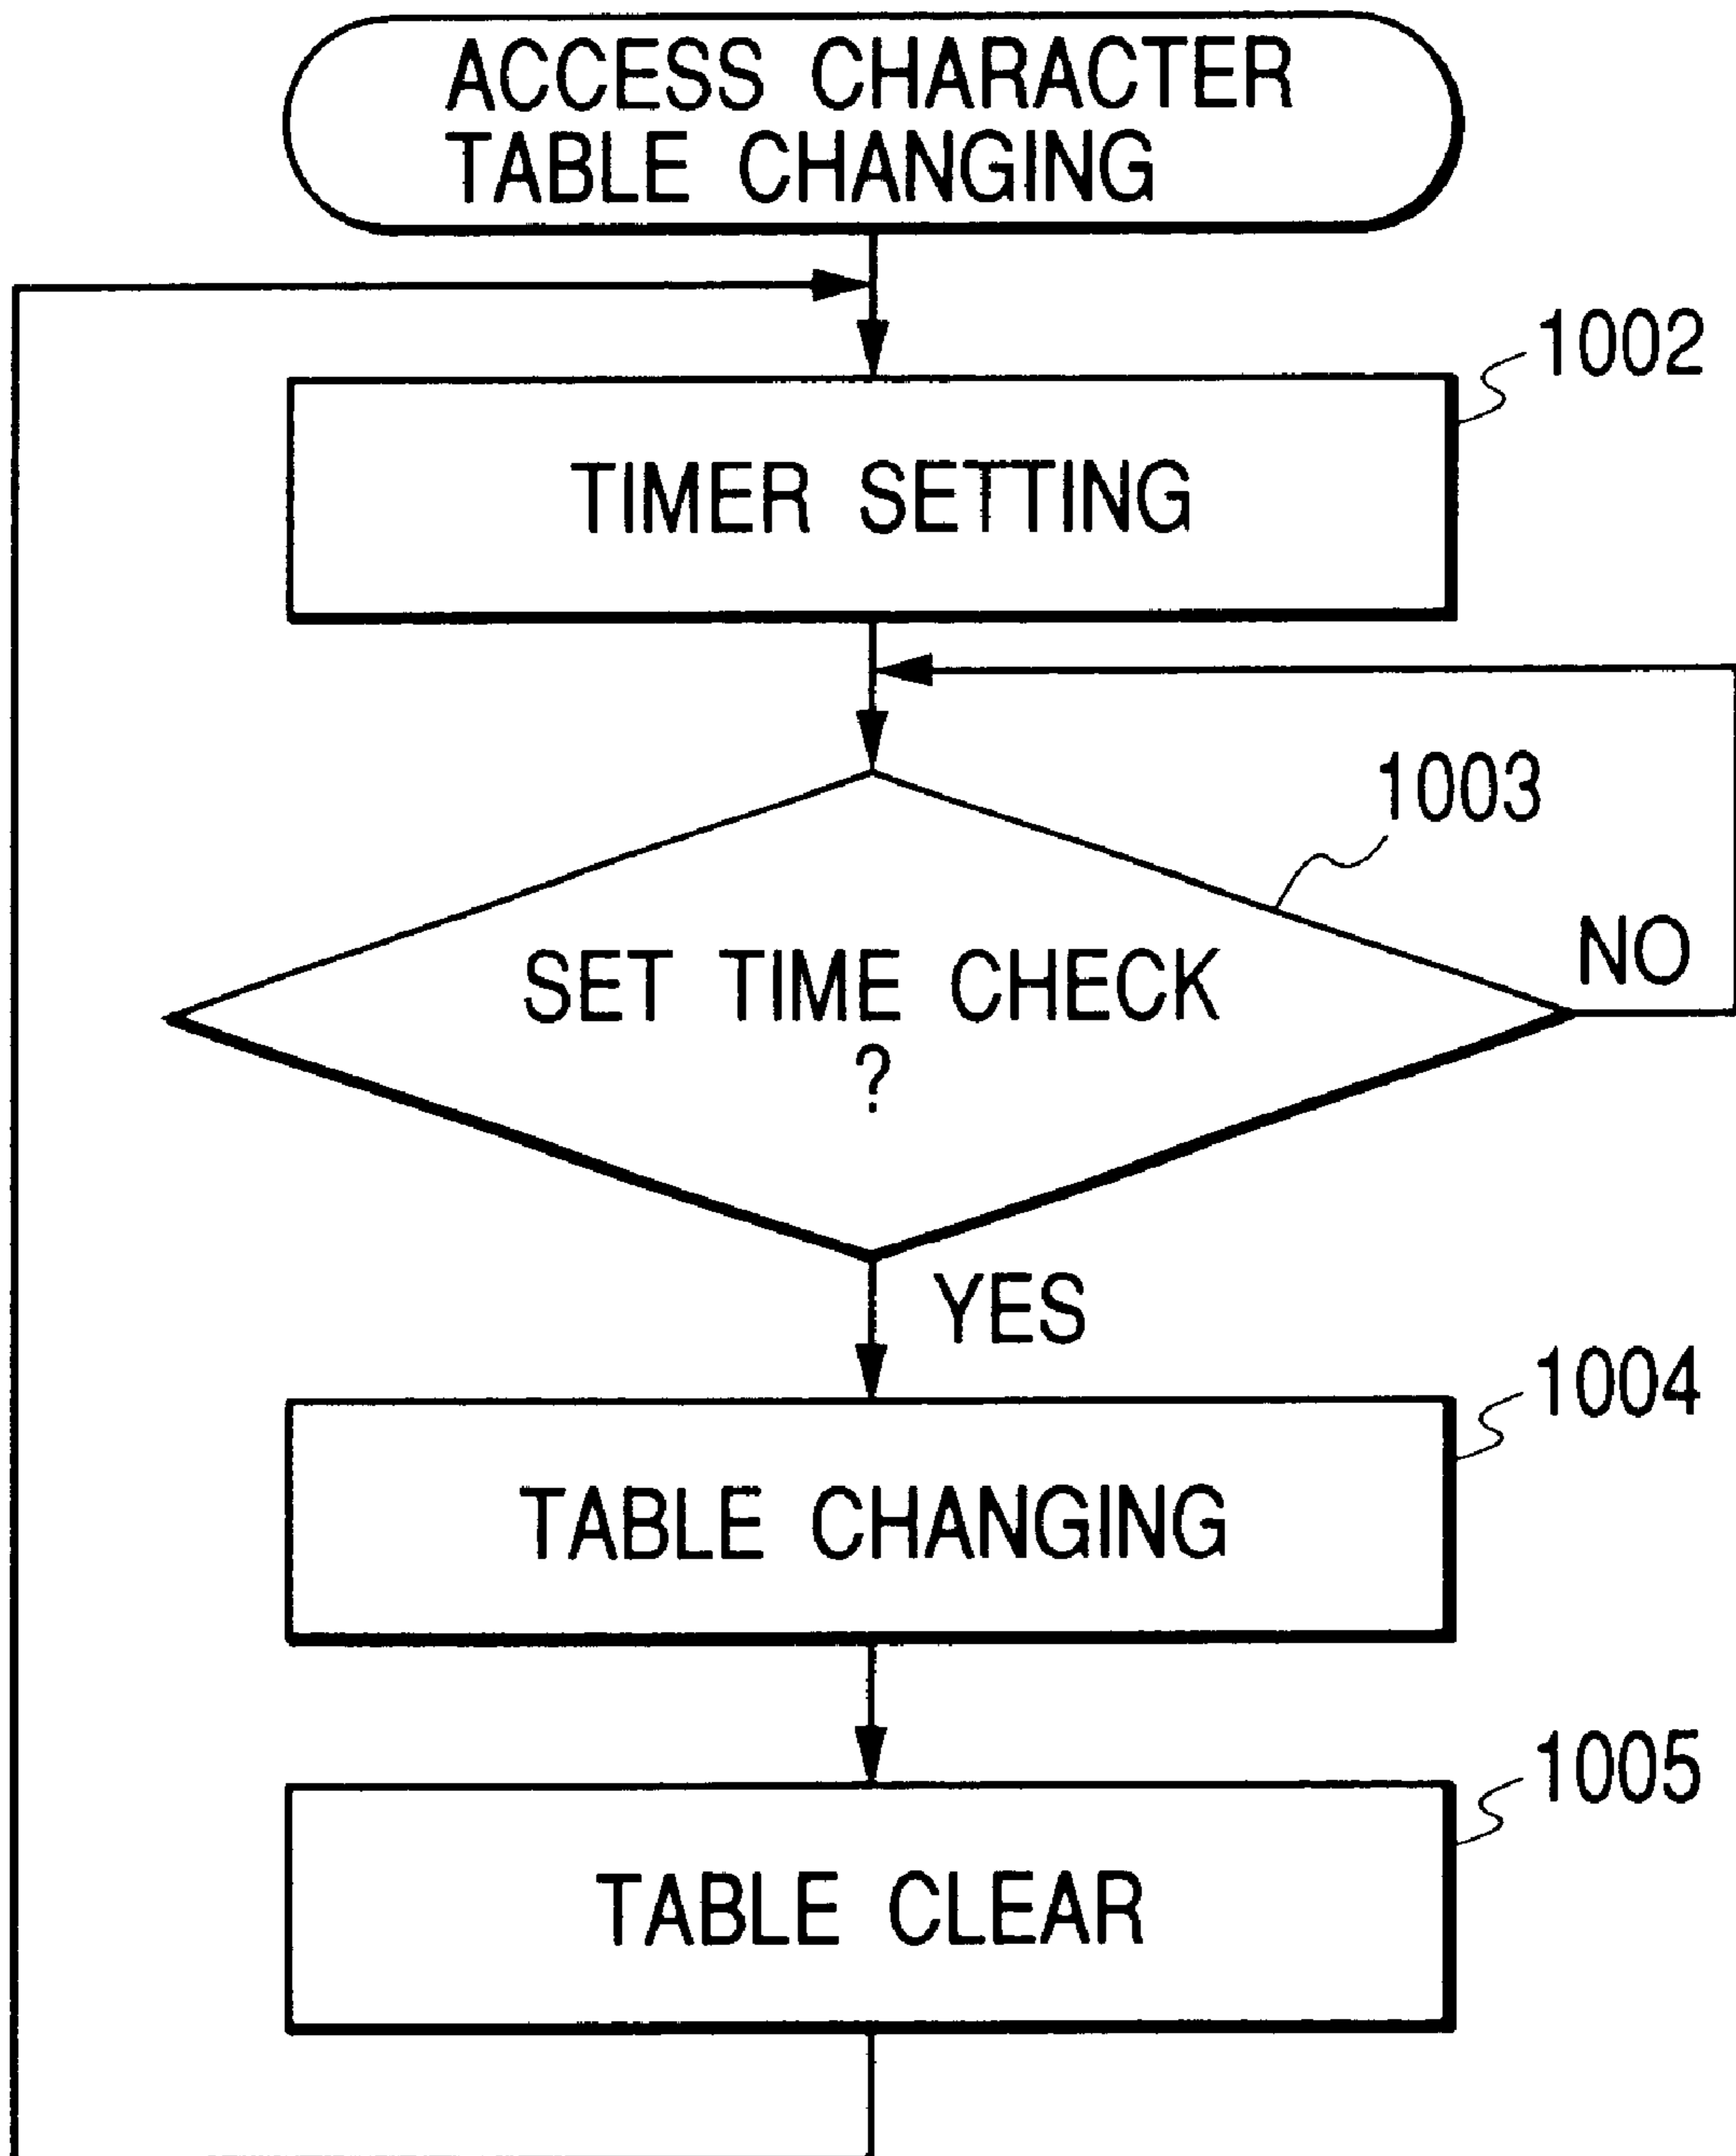 ACCESS CHARACTER
TABLE CHANGING
1002
TIMER SETTING
1003
NO
SET TIME CHECK
?
YES
1004
TABLE CHANGING
1005
TABLE CLEAR